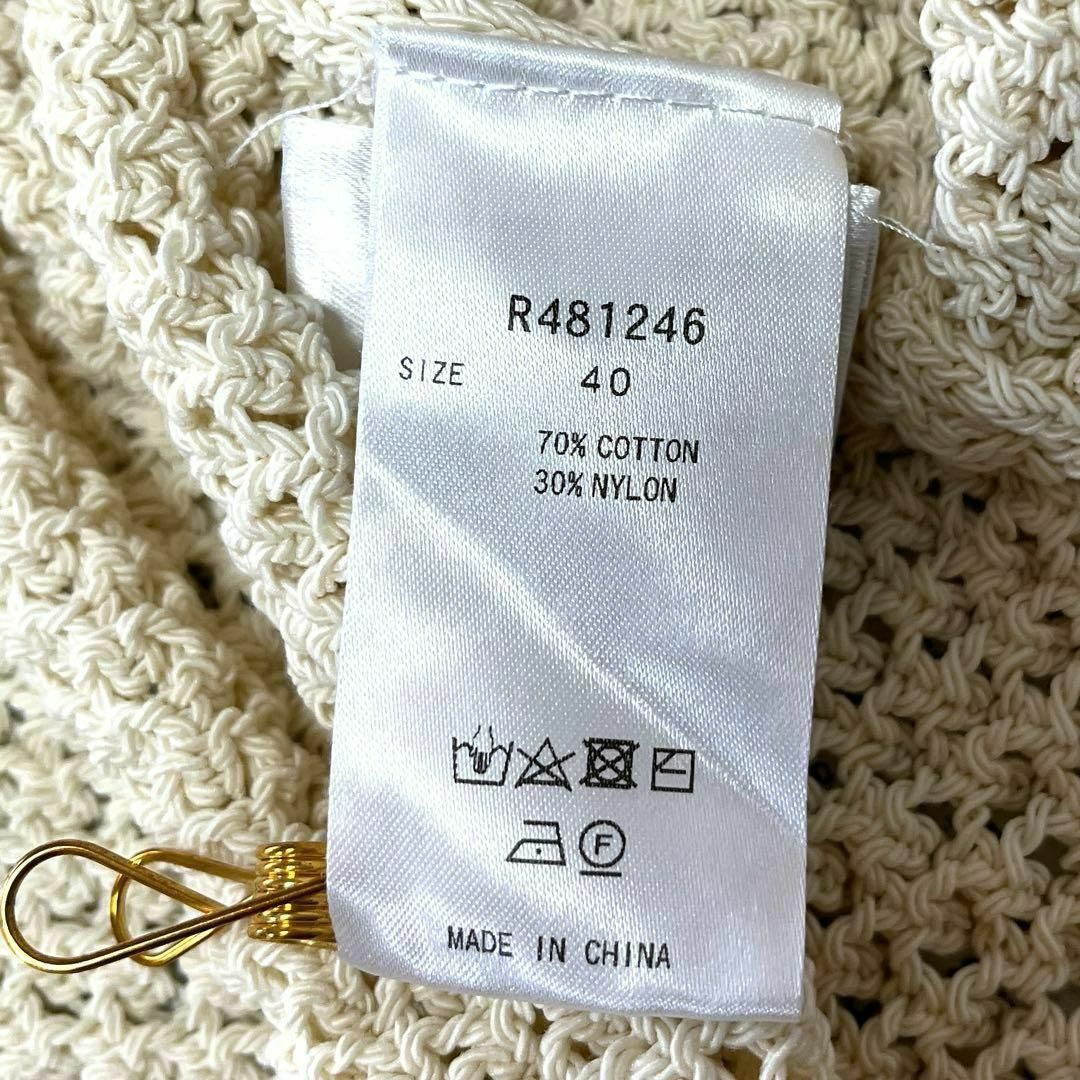 R481246
SIZE 40
70% COTTON
30% NYLON
F
MADE IN CHINA